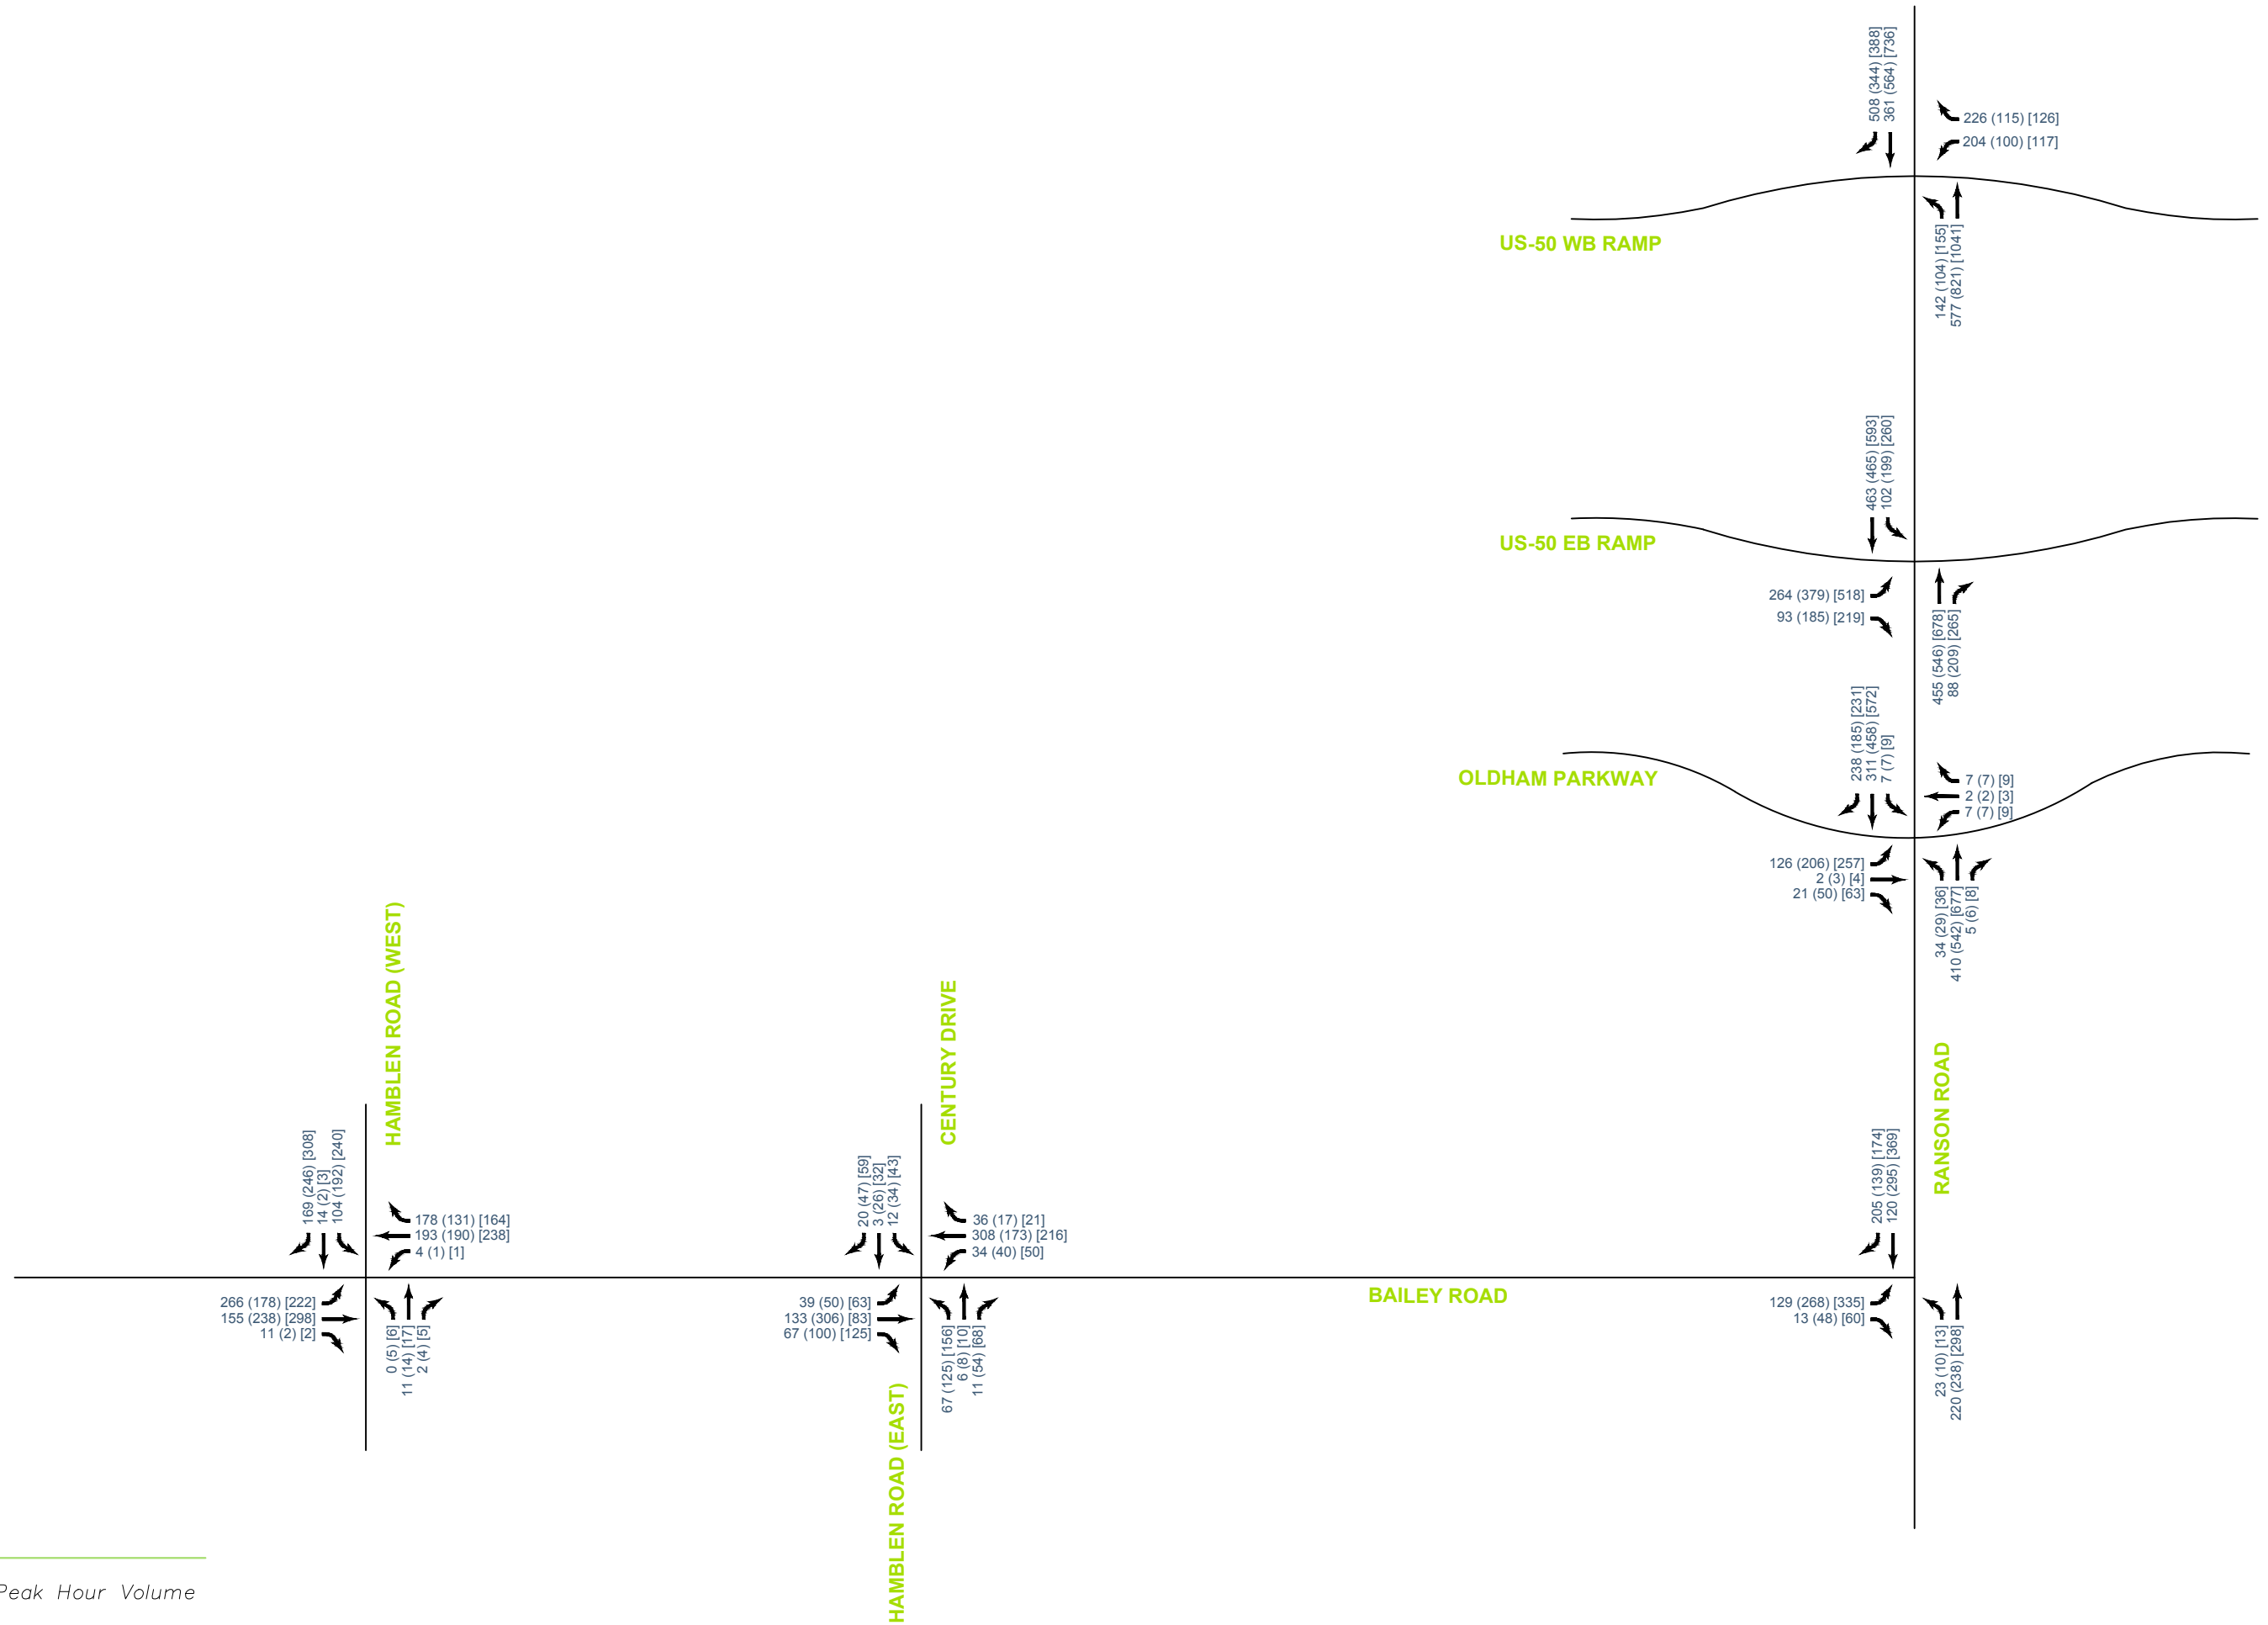 508 (344) [388]
361 (564) [736]
226 (115) [126]
204 (100) [117]
US-50 WB RAMP
142 (104) [155]
577 (821) [1041]
463 (465) [593]
102 (199) [260]
US-50 EB RAMP
264 (379) [518]
93 (185) [219]
455 (546) [678]
88 (209) [265]
238 (185) [231]
311 (458) [572]
7 (7) [9]
OLDHAM PARKWAY
7 (7) [9]
2 (2) [3]
7 (7) [9]
126 (206) [257]
2 (3) [4]
21 (50) [63]
34 (29) [36]
410 (542) [677]
5 (6) [8]
HAMBLEN ROAD (WEST)
CENTURY DRIVE
RANSON ROAD
169 (246) [308]
14 (2) [3]
104 (192) [240]
178 (131) [164]
193 (190) [238]
4 (1) [1]
20 (47) [59]
3 (26) [32]
12 (34) [43]
36 (17) [21]
308 (173) [216]
34 (40) [50]
205 (139) [174]
120 (295) [369]
266 (178) [222]
155 (238) [298]
11 (2) [2]
0 (5) [6]
11 (14) [17]
2 (4) [5]
39 (50) [63]
133 (306) [83]
67 (100) [125]
67 (125) [156]
6 (8) [10]
11 (54) [68]
BAILEY ROAD
129 (268) [335]
13 (48) [60]
23 (10) [13]
220 (238) [298]
HAMBLEN ROAD (EAST)
Peak Hour Volume